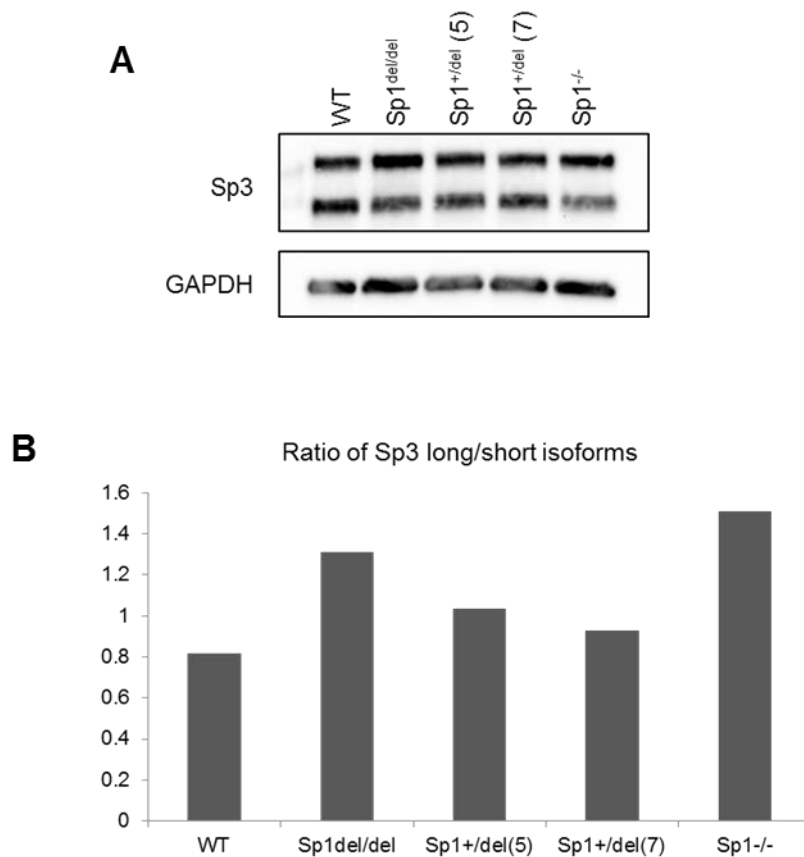 A
WT
Sp1del/del
Sp1+/del (5)
Sp1+/del (7)
Sp1-/-
Sp3
GAPDH
B
Ratio of Sp3 long/short isoforms
1.6
1.4
1.2
1
0.8
0.6
0.4
0.2
0
WT Sp1del/del Sp1+/del(5) Sp1+/del(7) Sp1-/-